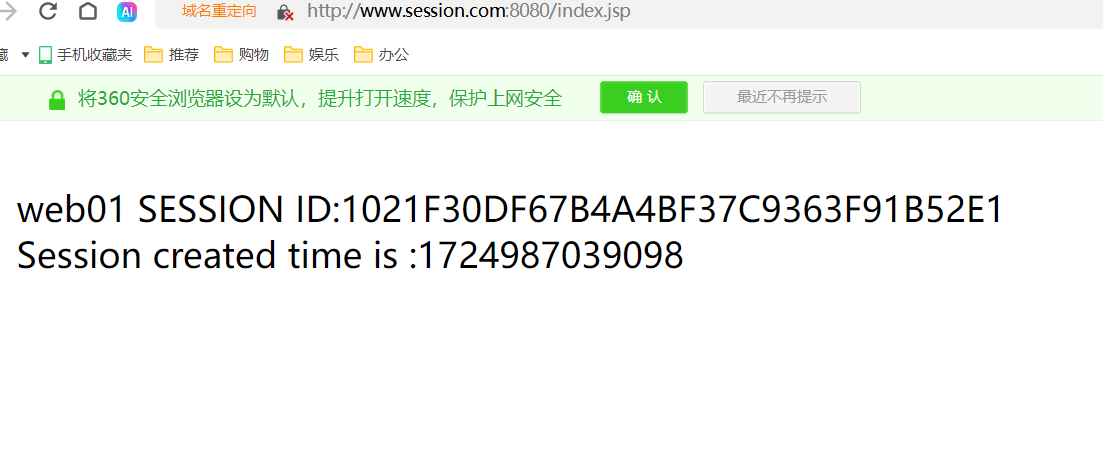 域名重定向 http://www.session.com:8080/index.jsp
手机收藏夹 推荐 购物 娱乐 办公
将360安全浏览器设为默认，提升打开速度，保护上网安全 确 认 最近不再提示
web01 SESSION ID:1021F30DF67B4A4BF37C9363F91B52E1
Session created time is :1724987039098